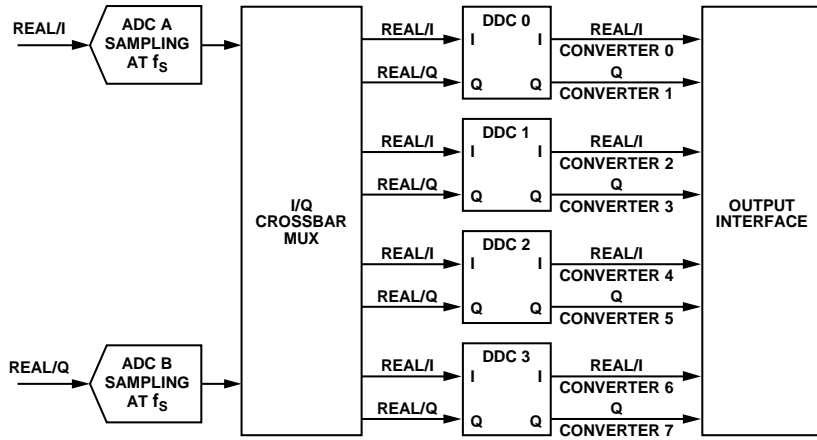 REAL/I
ADC A
SAMPLING
AT fS
REAL/Q
ADC B
SAMPLING
AT fS
I/Q
CROSSBAR
MUX
REAL/I
REAL/Q
DDC 0
I I
Q Q
REAL/I
CONVERTER 0
Q
CONVERTER 1
REAL/I
REAL/Q
DDC 1
I I
Q Q
REAL/I
CONVERTER 2
Q
CONVERTER 3
REAL/I
REAL/Q
DDC 2
I I
Q Q
REAL/I
CONVERTER 4
Q
CONVERTER 5
REAL/I
REAL/Q
DDC 3
I I
Q Q
REAL/I
CONVERTER 6
Q
CONVERTER 7
OUTPUT
INTERFACE